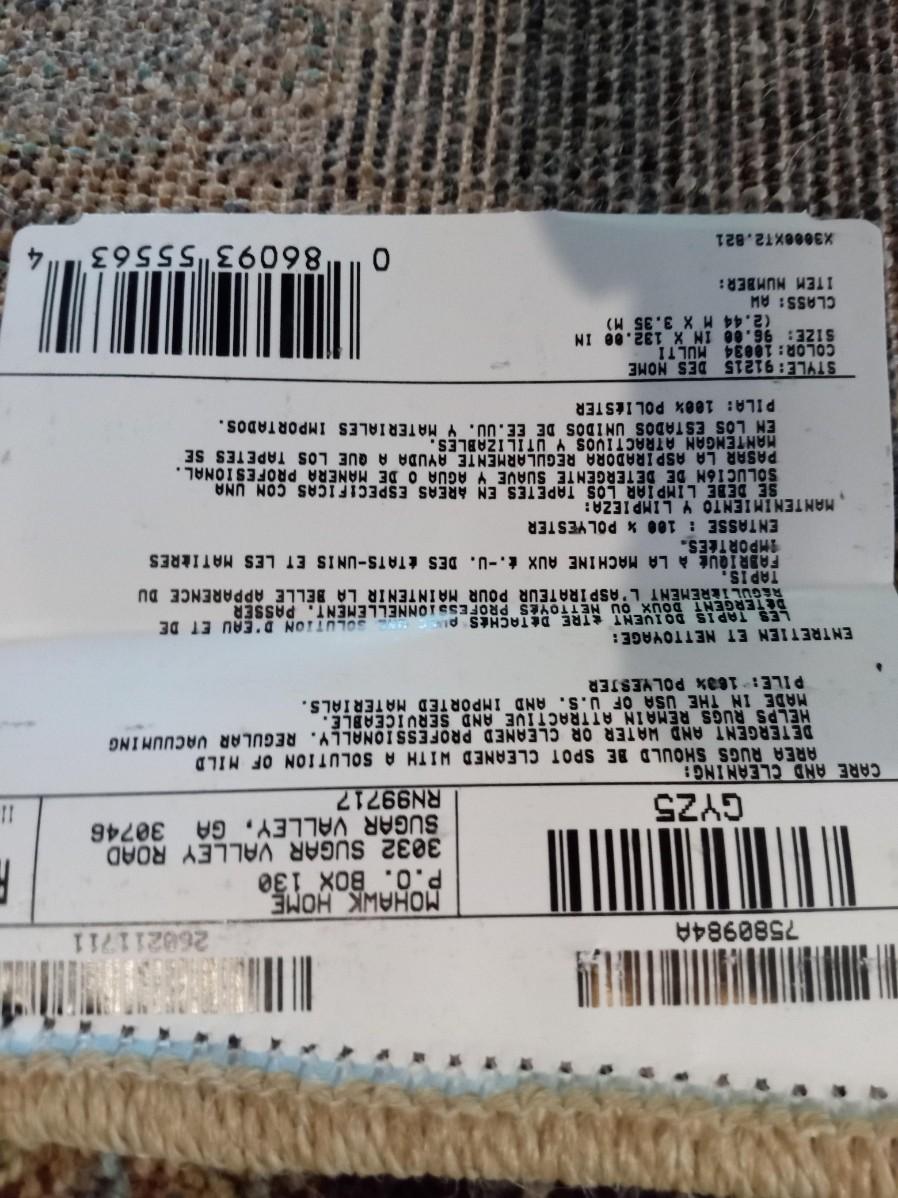 7580984A
260211711
GYZ5
MOHAWK HOME
P.O. BOX 130
3032 SUGAR VALLEY ROAD
SUGAR VALLEY, GA 30746
RN99717
CARE AND CLEANING:
AREA RUGS SHOULD BE SPOT CLEANED WITH A SOLUTION OF MILD
DETERGENT AND WATER OR CLEANED PROFESSIONALLY. REGULAR VACUUMING
HELPS RUGS REMAIN ATTRACTIVE AND SERVICEABLE.
MADE IN THE USA OF U.S. AND IMPORTED MATERIALS.
PILE: 100% POLYESTER
ENTRETIEN ET NETTOYAGE:
LES TAPIS DOIVENT ÉTRE DÉTACHÉS AVEC UNE SOLUTION D'EAU ET DE
DÉTERGENT DOUX OU NETTOYÉS PROFESSIONNELLEMENT. PASSER
RÉGULIÈREMENT L'ASPIRATEUR POUR MAINTENIR LA BELLE APPARENCE DU
TAPIS.
FABRIQUÉ A LA MACHINE AUX É.-U. DES ÉTATS-UNIS ET LES MATIÈRES
IMPORTÉES.
ENTASSE : 100 % POLYESTER
MANTENIMIENTO Y LIMPIEZA:
SE DEBE LIMPIAR LOS TAPETES EN ÁREAS ESPECÍFICAS CON UNA
SOLUCIÓN DE DETERGENTE SUAVE Y AGUA O DE MANERA PROFESIONAL.
PASAR LA ASPIRADORA REGULARMENTE AYUDA A QUE LOS TAPETES SE
MANTENGAN ATRACTIVOS Y UTILIZABLES.
EN LOS ESTADOS UNIDOS DE EE.UU. Y MATERIALES IMPORTADOS.
PILA: 100% POLIÉSTER
STYLE: 91215 DES HOME
COLOR: 10034 MULTI
SIZE: 96.00 IN X 132.00 IN
(2.44 M X 3.35 M)
CLASS: AW
ITEM NUMBER:
X3000XT2.B21
0 86093 55563 4